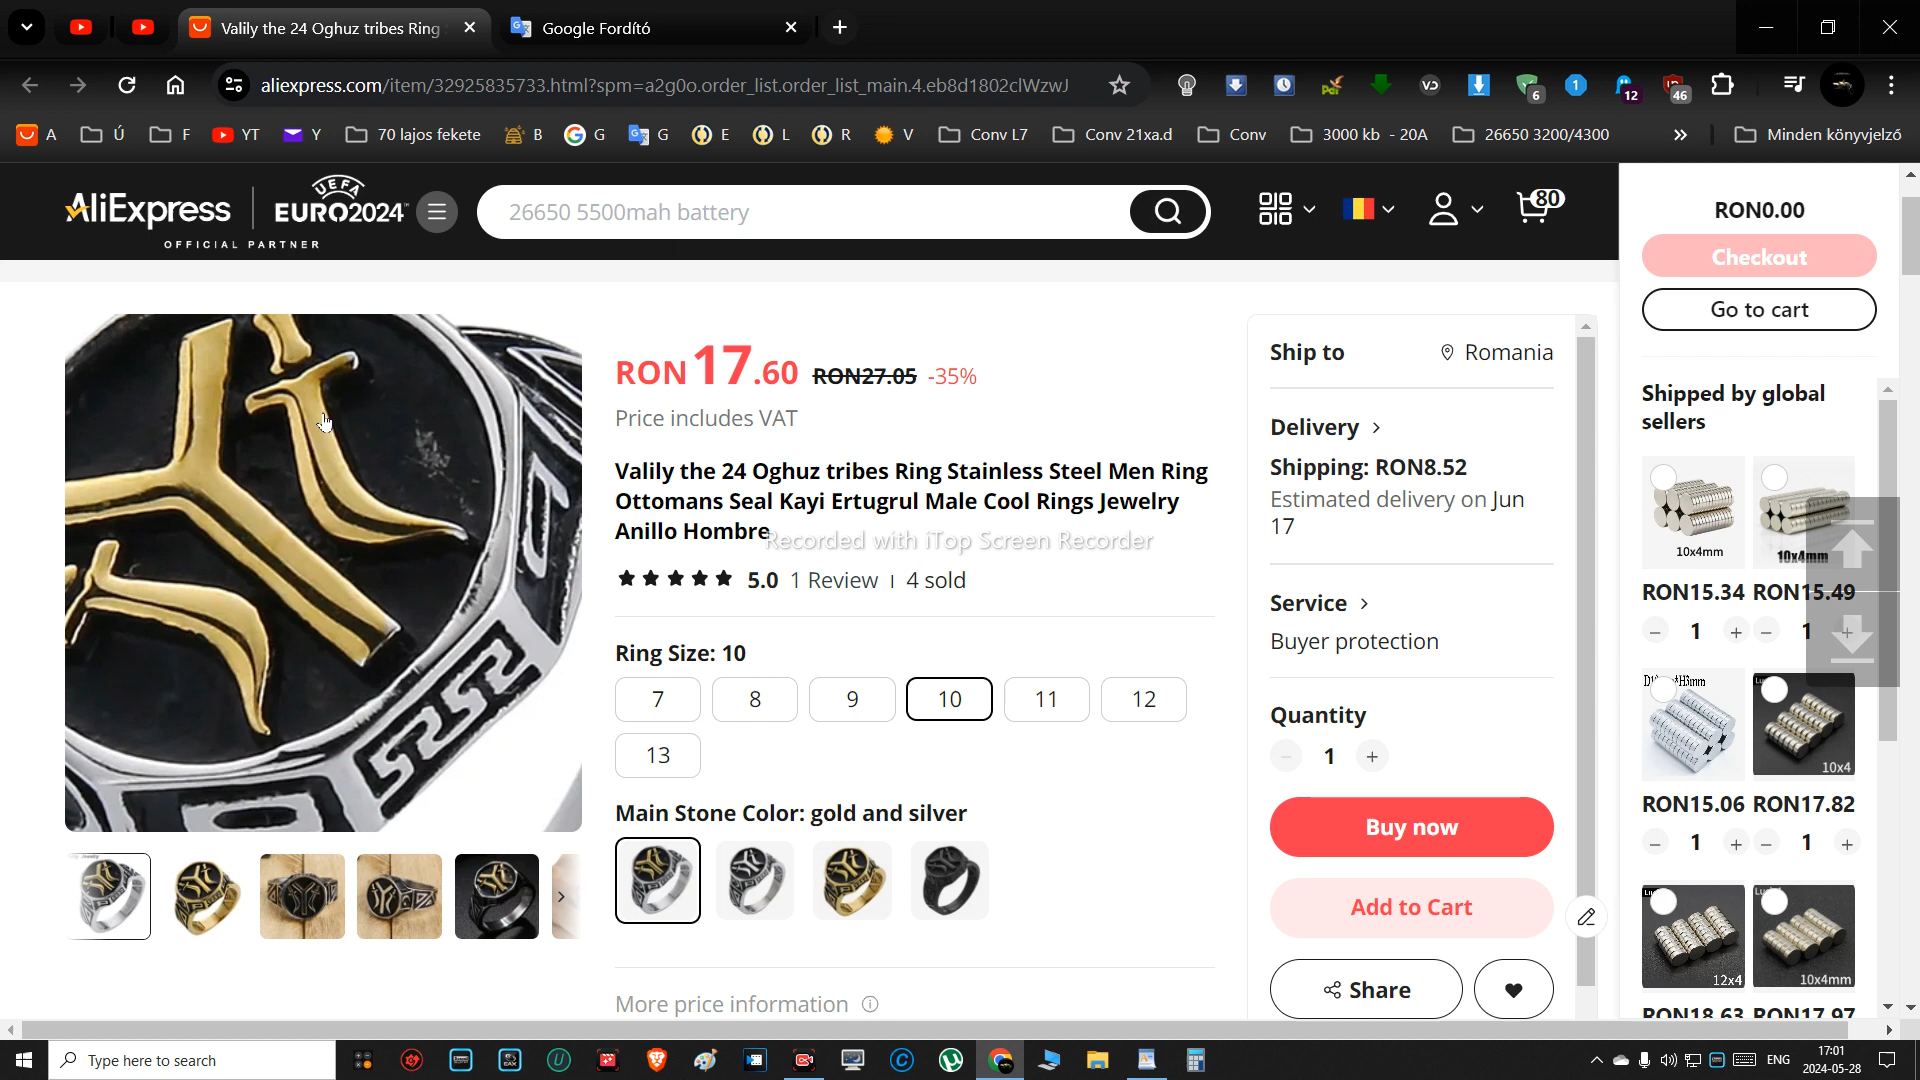 Valily the 24 Oghuz tribes Ring
Google Fordító
aliexpress.com/item/32925835733.html?spm=a2g0o.order_list.order_list_main.4.eb8d1802clWzwJ
6
1
12
46
A
Ú
F
YT
Y
70 lajos fekete
B
G
G
E
L
R
V
Conv L7
Conv 21xa.d
Conv
3000 kb - 20A
26650 3200/4300
»
Minden könyvjelző
AliExpress
UEFA
EURO2024™
OFFICIAL PARTNER
26650 5500mah battery
80
RON0.00
Checkout
Go to cart
Shipped by global
sellers
10x4mm
10x4mm
RON15.34 RON15.49
1
1
10x4
RON15.06 RON17.82
1
1
12x4
10x4mm
RON18.63 RON17.97
RON17.60 RON27.05 -35%
Price includes VAT
Valily the 24 Oghuz tribes Ring Stainless Steel Men Ring
Ottomans Seal Kayi Ertugrul Male Cool Rings Jewelry
Anillo Hombre
Recorded with iTop Screen Recorder
5.0 1 Review | 4 sold
Ring Size: 10
7 8 9 10 11 12
13
Main Stone Color: gold and silver
More price information
Ship to
Romania
Delivery
Shipping: RON8.52
Estimated delivery on Jun
17
Service
Buyer protection
Quantity
1
Buy now
Add to Cart
Share
Type here to search
ENG
17:01
2024-05-28